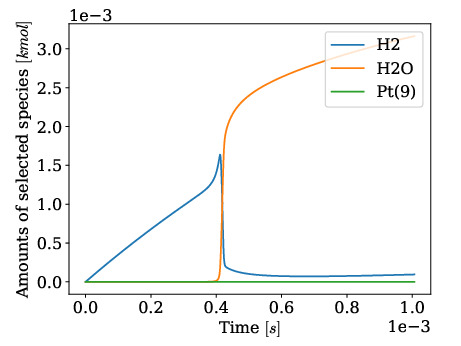 1e−3
Amounts of selected species [kmol]
3.0
2.5
2.0
1.5
1.0
0.5
0.0
H2
H2O
Pt(9)
0.0 0.2 0.4 0.6 0.8 1.0
Time [s]
1e−3